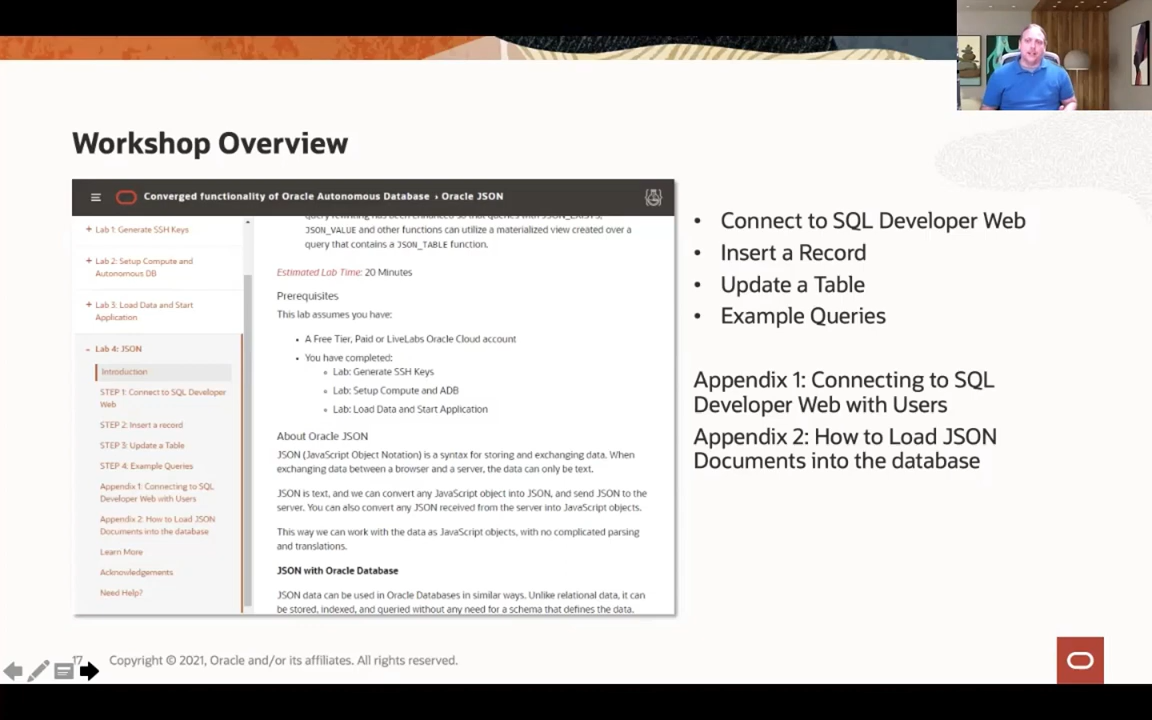 Workshop Overview
Converged functionality of Oracle Autonomous Database › Oracle JSON
+ Lab 1: Generate SSH Keys
+ Lab 2: Setup Compute and
Autonomous DB
+ Lab 3: Load Data and Start
Application
- Lab 4: JSON
Introduction
STEP 1: Connect to SQL Developer
Web
STEP 2: Insert a record
STEP 3: Update a Table
STEP 4: Example Queries
Appendix 1: Connecting to SQL
Developer Web with Users
Appendix 2: How to Load JSON
Documents into the database
Learn More
Acknowledgements
Need Help?
query rewriting has been enhanced so that queries with JSON_EXISTS,
JSON_VALUE and other functions can utilize a materialized view created over a
query that contains a JSON_TABLE function.
Estimated Lab Time: 20 Minutes
Prerequisites
This lab assumes you have:
• A Free Tier, Paid or LiveLabs Oracle Cloud account
• You have completed:
Lab: Generate SSH Keys
Lab: Setup Compute and ADB
Lab: Load Data and Start Application
About Oracle JSON
JSON (JavaScript Object Notation) is a syntax for storing and exchanging data. When
exchanging data between a browser and a server, the data can only be text.
JSON is text, and we can convert any JavaScript object into JSON, and send JSON to the
server. You can also convert any JSON received from the server into JavaScript objects.
This way we can work with the data as JavaScript objects, with no complicated parsing
and translations.
JSON with Oracle Database
JSON data can be used in Oracle Databases in similar ways. Unlike relational data, it can
be stored, indexed, and queried without any need for a schema that defines the data.
• Connect to SQL Developer Web
• Insert a Record
• Update a Table
• Example Queries
Appendix 1: Connecting to SQL
Developer Web with Users
Appendix 2: How to Load JSON
Documents into the database
17 Copyright © 2021, Oracle and/or its affiliates. All rights reserved.